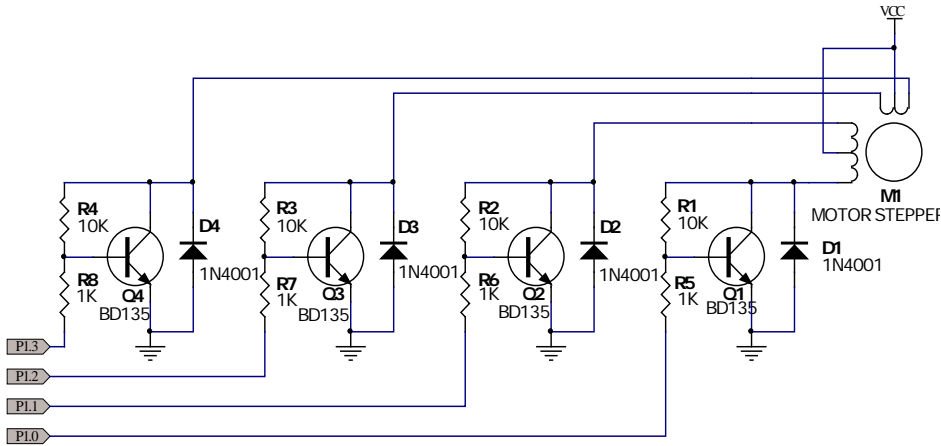 VCC
M1
MOTOR STEPPER
R4
10K
D4
1N4001
R8
1K
Q4
BD135
R3
10K
D3
1N4001
R7
1K
Q3
BD135
R2
10K
D2
1N4001
R6
1K
Q2
BD135
R1
10K
D1
1N4001
R5
1K
Q1
BD135
P1.3
P1.2
P1.1
P1.0